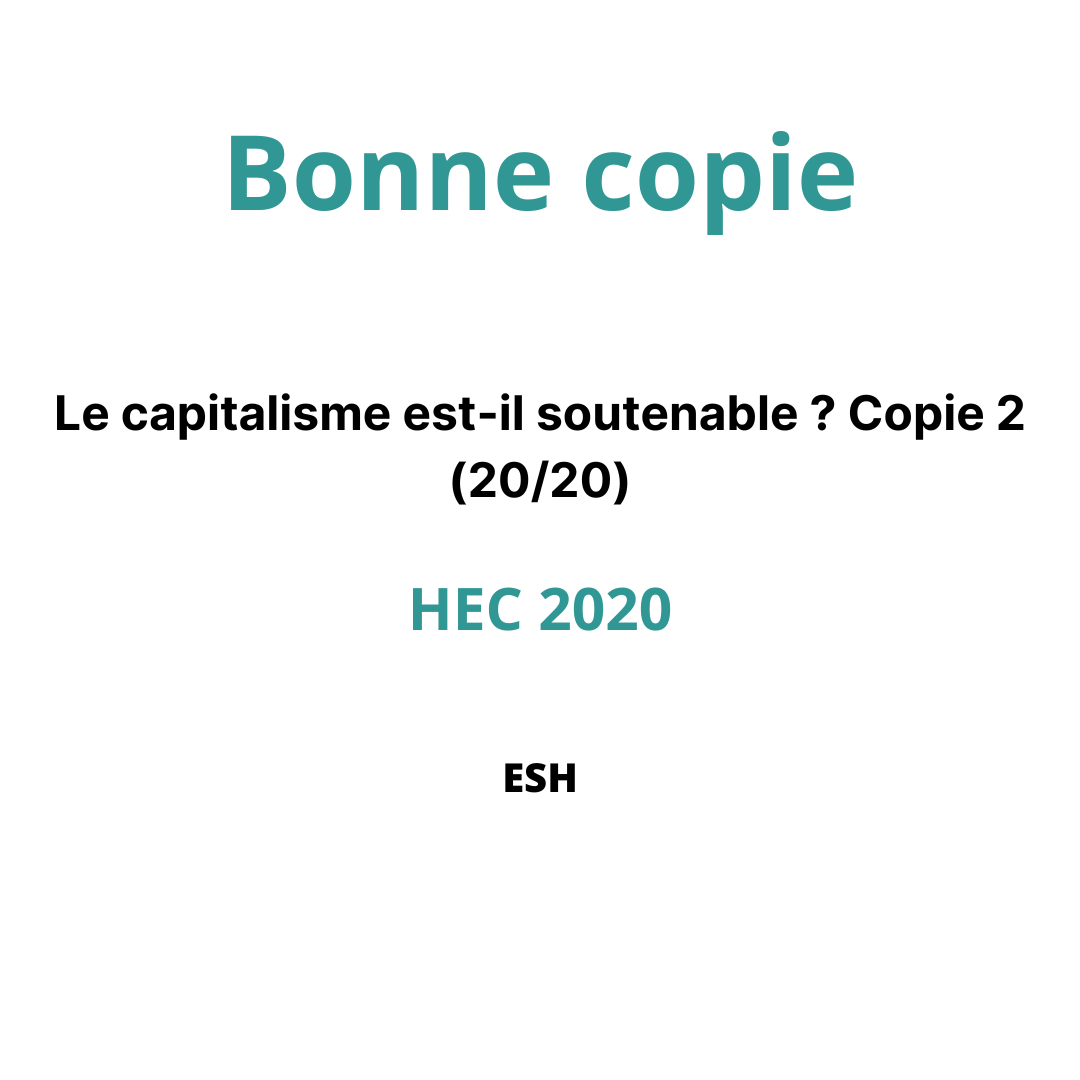 Bonne copie
Le capitalisme est-il soutenable ? Copie 2
(20/20)
HEC 2020
ESH